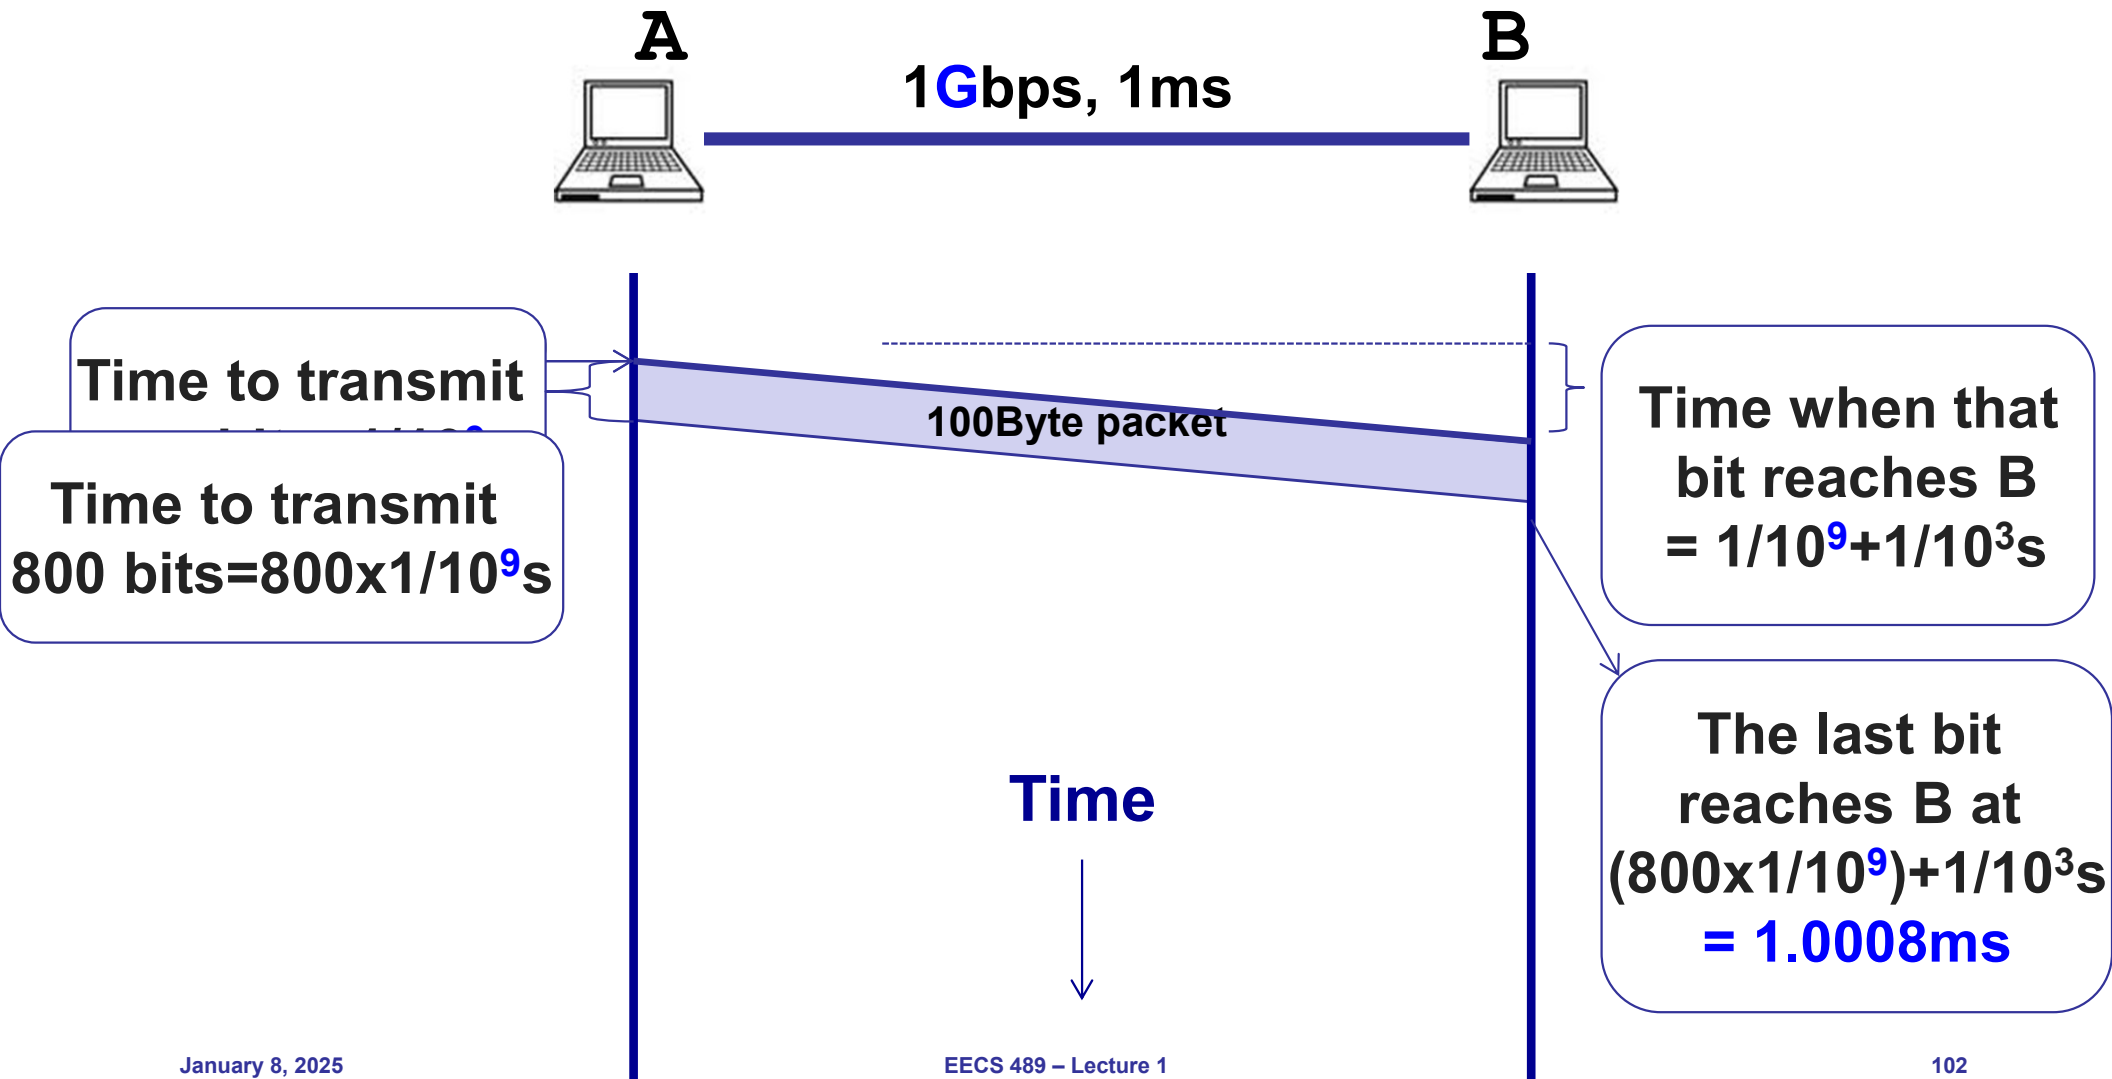 A
B
1Gbps, 1ms
Time to transmit
Time to transmit
800 bits=800x1/10⁹s
100Byte packet
Time when that
bit reaches B
= 1/10⁹+1/10³s
The last bit
reaches B at
(800x1/10⁹)+1/10³s
= 1.0008ms
Time
January 8, 2025
EECS 489 – Lecture 1
102